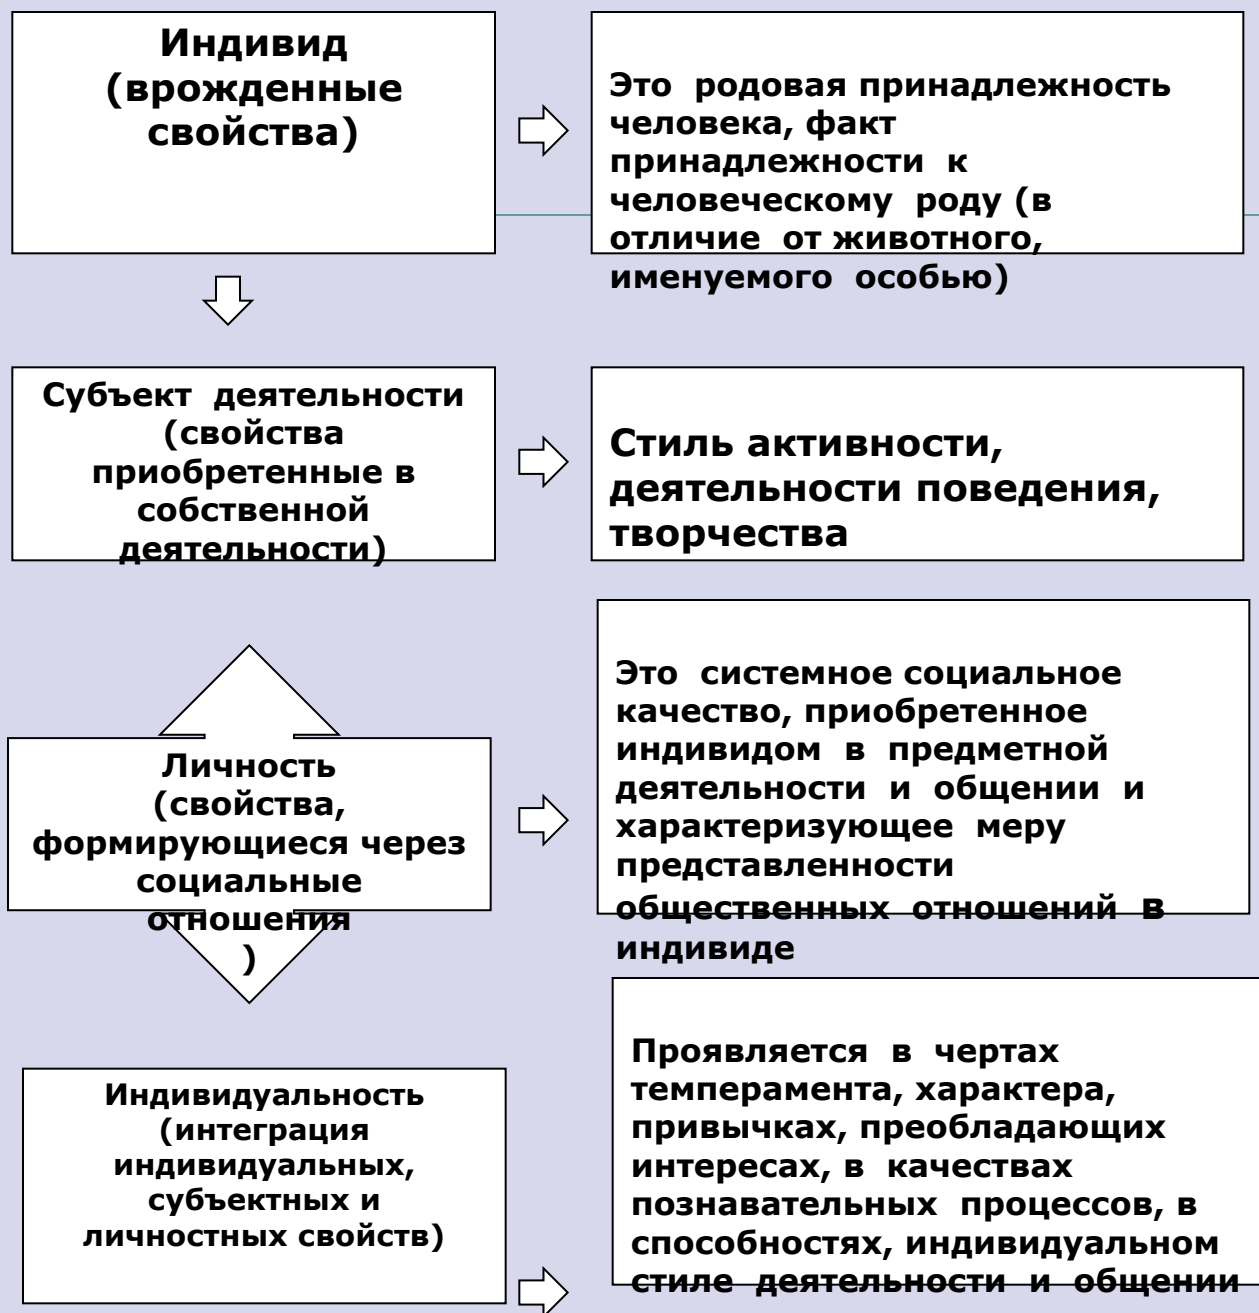 Индивид
(врожденные
свойства)
Это родовая принадлежность
человека, факт
принадлежности к
человеческому роду (в
отличие от животного,
именуемого особью)
Субъект деятельности
(свойства
приобретенные в
собственной
деятельности)
Стиль активности,
деятельности поведения,
творчества
Личность
(свойства,
формирующиеся через
социальные
отношения
)
Это системное социальное
качество, приобретенное
индивидом в предметной
деятельности и общении и
характеризующее меру
представленности
общественных отношений в
индивиде
Индивидуальность
(интеграция
индивидуальных,
субъектных и
личностных свойств)
Проявляется в чертах
темперамента, характера,
привычках, преобладающих
интересах, в качествах
познавательных процессов, в
способностях, индивидуальном
стиле деятельности и общении